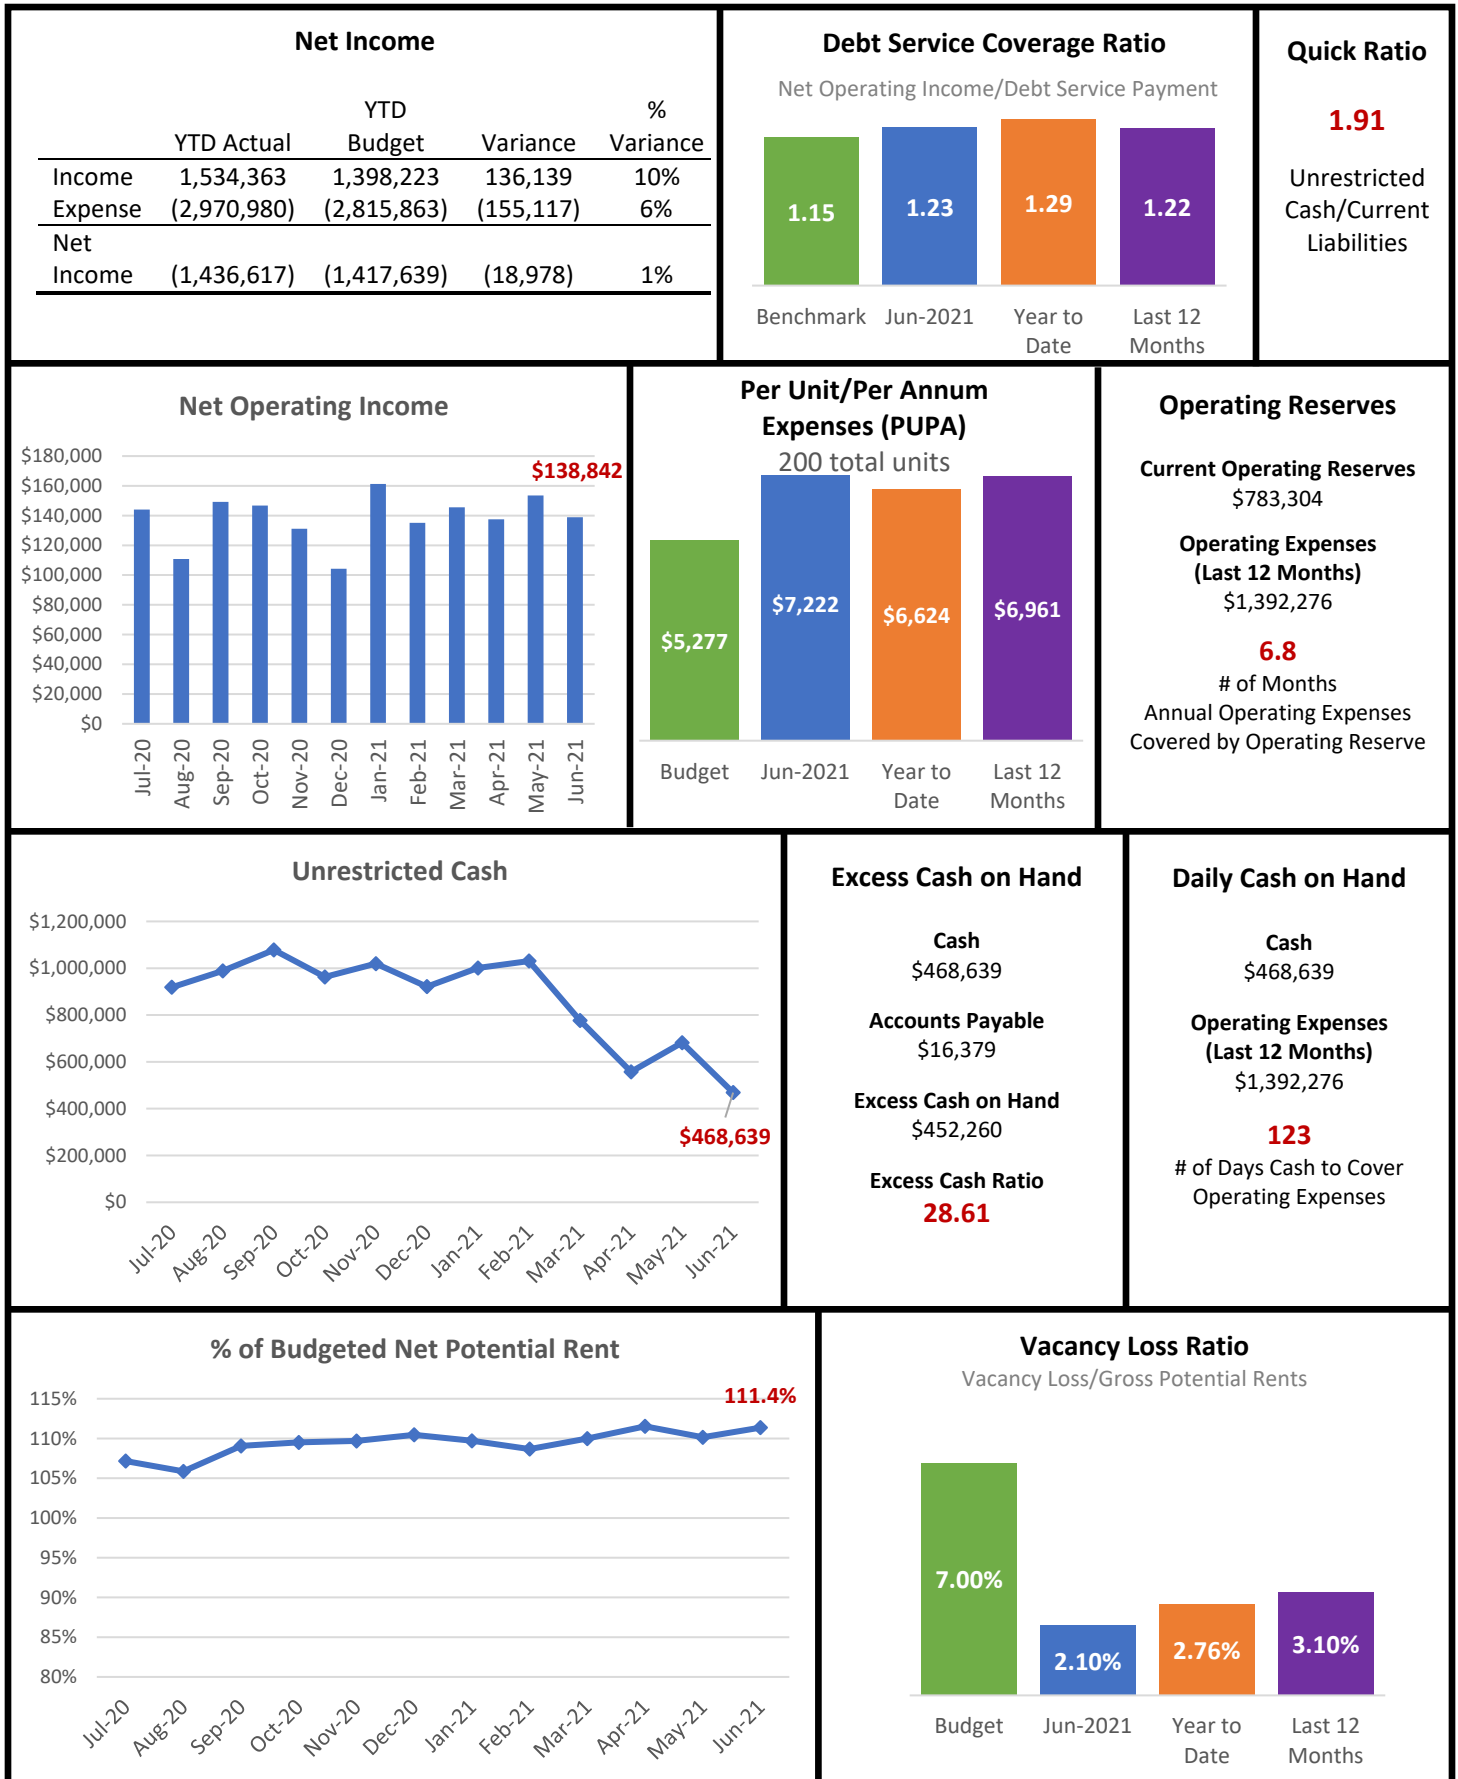 Net Income
YTD %
YTD Actual Budget Variance Variance
Income 1,534,363 1,398,223 136,139 10%
Expense (2,970,980) (2,815,863) (155,117) 6%
Net
Income (1,436,617) (1,417,639) (18,978) 1%
Debt Service Coverage Ratio
Net Operating Income/Debt Service Payment
1.15 1.23 1.29 1.22
Benchmark Jun-2021 Year to Last 12
Date Months
Quick Ratio
1.91
Unrestricted
Cash/Current
Liabilities
Net Operating Income
$180,000
$160,000
$140,000
$120,000
$100,000
$80,000
$60,000
$40,000
$20,000
$0
$138,842
Jul-20 Aug-20 Sep-20 Oct-20 Nov-20 Dec-20 Jan-21 Feb-21 Mar-21 Apr-21 May-21 Jun-21
Per Unit/Per Annum
Expenses (PUPA)
200 total units
$5,277 $7,222 $6,624 $6,961
Budget Jun-2021 Year to Last 12
Date Months
Operating Reserves
Current Operating Reserves
$783,304
Operating Expenses
(Last 12 Months)
$1,392,276
6.8
# of Months
Annual Operating Expenses
Covered by Operating Reserve
Unrestricted Cash
$1,200,000
$1,000,000
$800,000
$600,000
$400,000
$200,000
$0
$468,639
Jul-20 Aug-20 Sep-20 Oct-20 Nov-20 Dec-20 Jan-21 Feb-21 Mar-21 Apr-21 May-21 Jun-21
Excess Cash on Hand
Cash
$468,639
Accounts Payable
$16,379
Excess Cash on Hand
$452,260
Excess Cash Ratio
28.61
Daily Cash on Hand
Cash
$468,639
Operating Expenses
(Last 12 Months)
$1,392,276
123
# of Days Cash to Cover
Operating Expenses
% of Budgeted Net Potential Rent
115%
110%
105%
100%
95%
90%
85%
80%
111.4%
Jul-20 Aug-20 Sep-20 Oct-20 Nov-20 Dec-20 Jan-21 Feb-21 Mar-21 Apr-21 May-21 Jun-21
Vacancy Loss Ratio
Vacancy Loss/Gross Potential Rents
7.00% 2.10% 2.76% 3.10%
Budget Jun-2021 Year to Last 12
Date Months